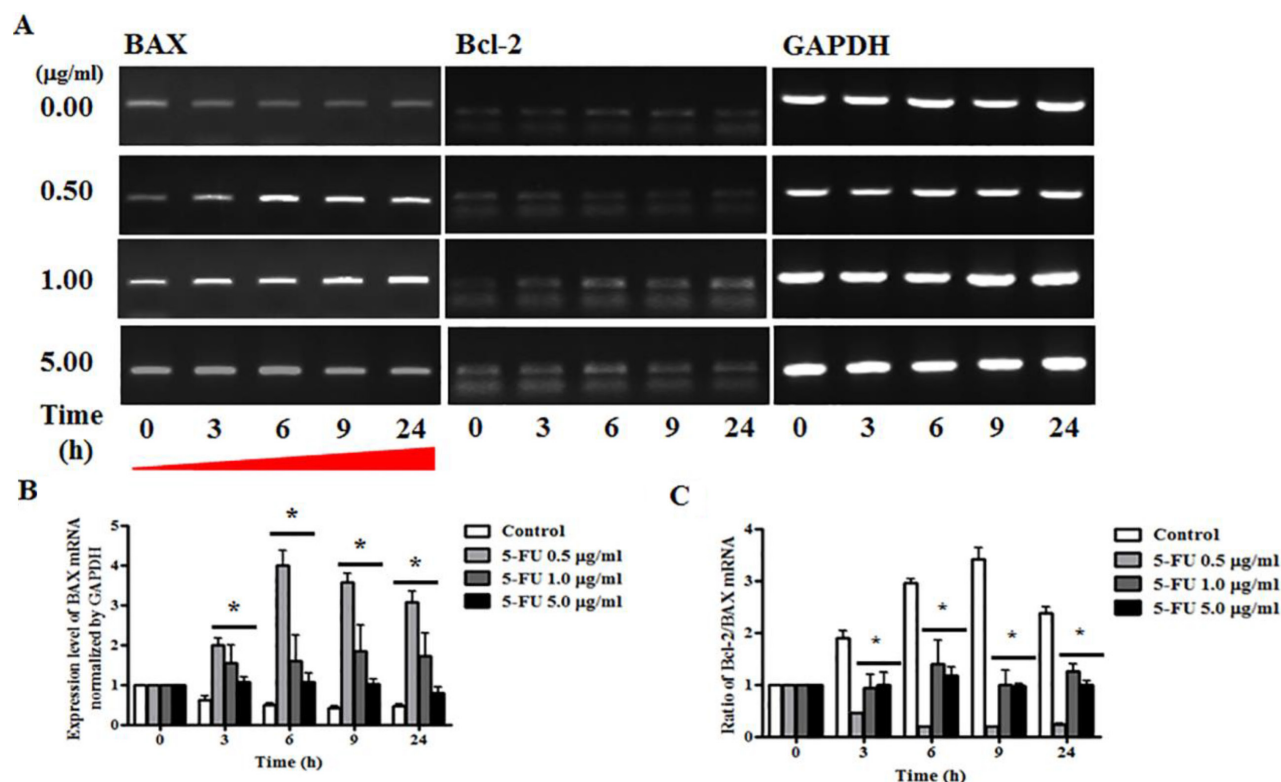 A
BAX
Bcl-2
GAPDH
(µg/ml)
0.00
0.50
1.00
5.00
Time
(h)
0 3 6 9 24
0 3 6 9 24
0 3 6 9 24
B
Expression level of BAX mRNA
normalized by GAPDH
5
4
3
2
1
0
*
*
*
*
0 3 6 9 24
Time (h)
Control
5-FU 0.5 µg/ml
5-FU 1.0 µg/ml
5-FU 5.0 µg/ml
C
Ratio of Bcl-2/BAX mRNA
4
3
2
1
0
*
*
*
*
0 3 6 9 24
Time (h)
Control
5-FU 0.5 µg/ml
5-FU 1.0 µg/ml
5-FU 5.0 µg/ml